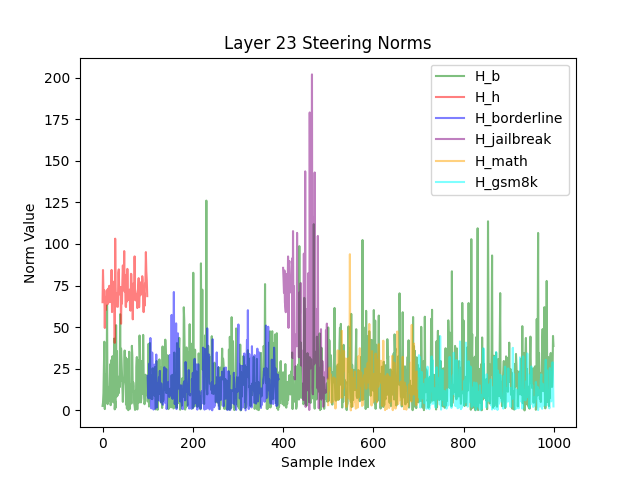 Layer 23 Steering Norms
H_b
H_h
H_borderline
H_jailbreak
H_math
H_gsm8k
Norm Value
200
175
150
125
100
75
50
25
0
0 200 400 600 800 1000
Sample Index